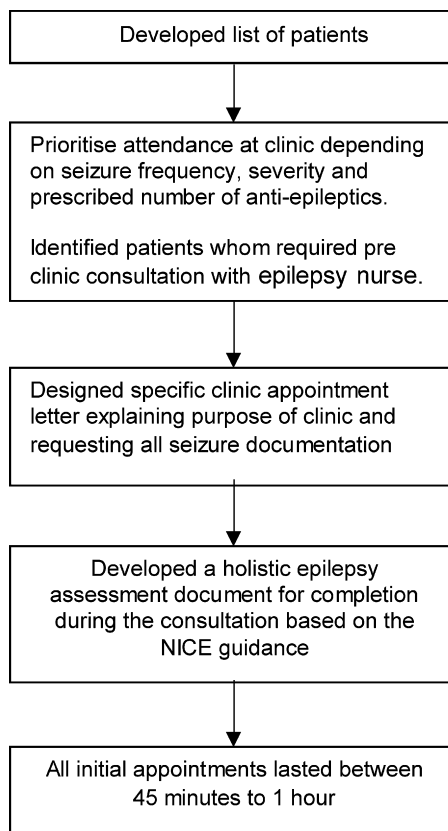 Developed list of patients
Prioritise attendance at clinic depending
on seizure frequency, severity and
prescribed number of anti-epileptics.
Identified patients whom required pre
clinic consultation with epilepsy nurse.
Designed specific clinic appointment
letter explaining purpose of clinic and
requesting all seizure documentation
Developed a holistic epilepsy
assessment document for completion
during the consultation based on the
NICE guidance
All initial appointments lasted between
45 minutes to 1 hour